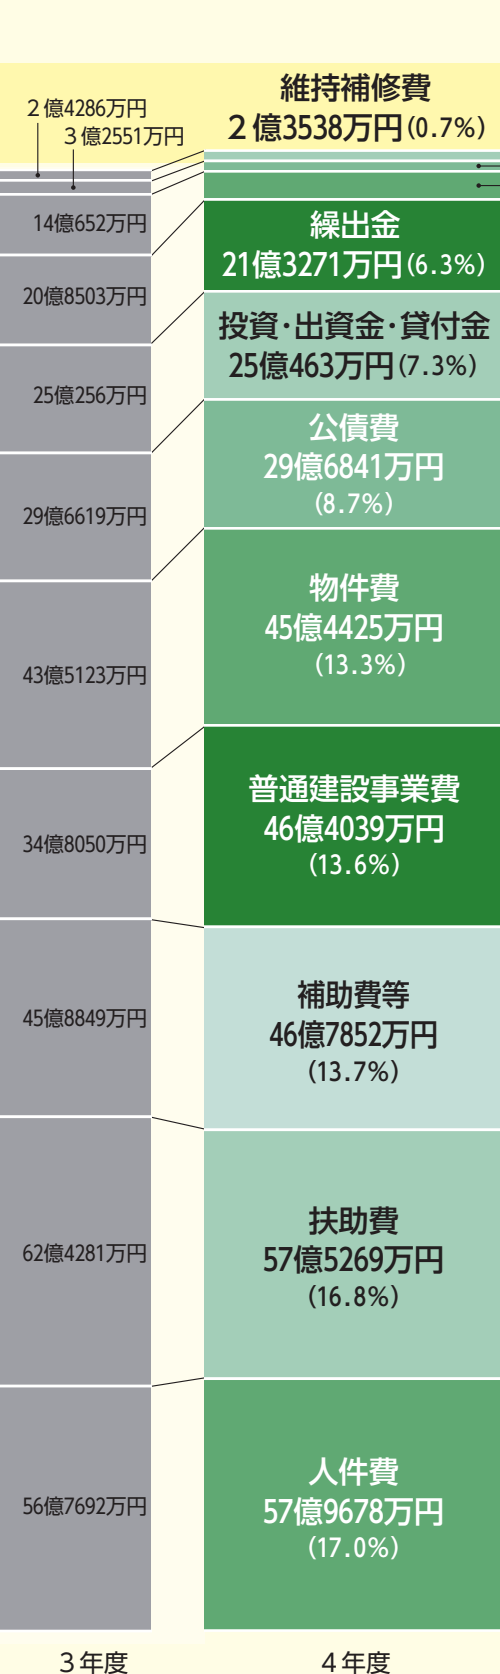 ２億4286万円
３億2551万円
14億652万円
20億8503万円
25億256万円
29億6619万円
43億5123万円
34億8050万円
45億8849万円
62億4281万円
56億7692万円
３年度
維持補修費
２億3538万円(0.7%)
繰出金
21億3271万円(6.3%)
投資･出資金･貸付金
25億463万円(7.3%)
公債費
29億6841万円
(8.7%)
物件費
45億4425万円
(13.3%)
普通建設事業費
46億4039万円
(13.6%)
補助費等
46億7852万円
(13.7%)
扶助費
57億5269万円
(16.8%)
人件費
57億9678万円
(17.0%)
４年度